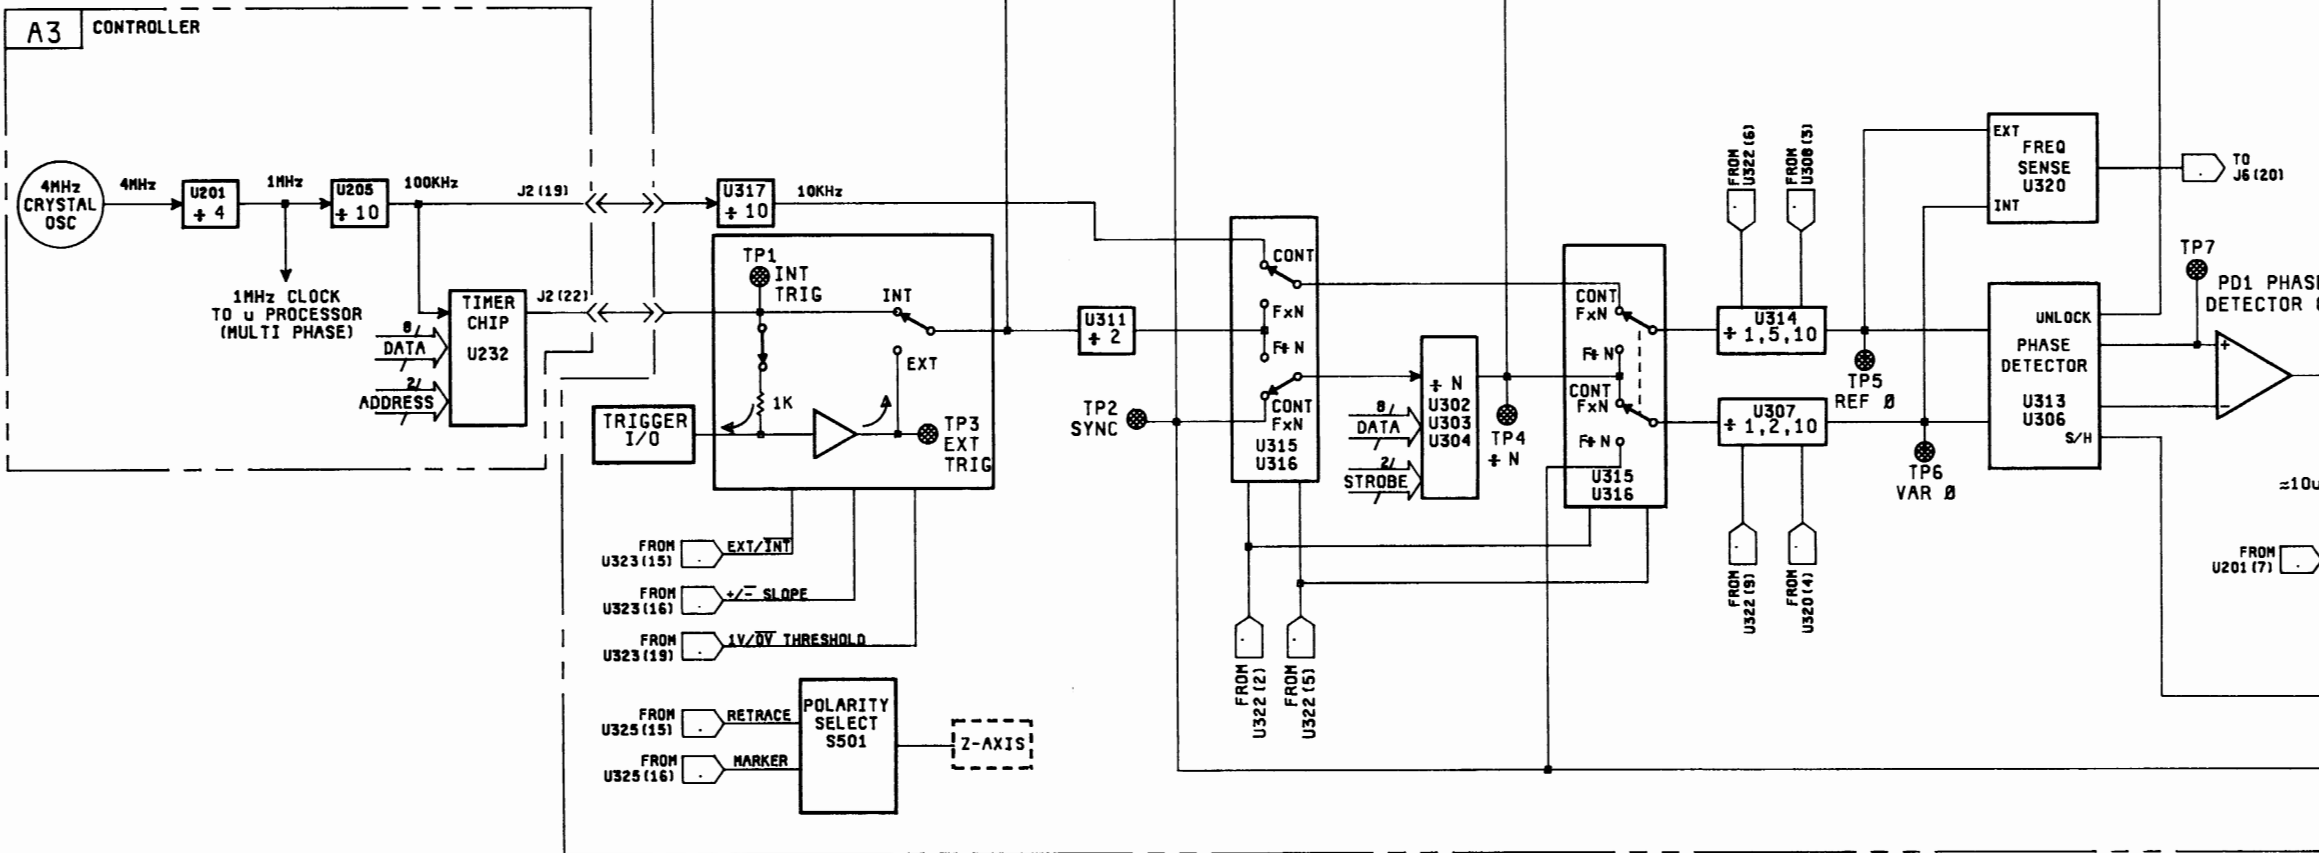 A3 CONTROLLER
4MHz
CRYSTAL
OSC
4MHz
U201
÷ 4
1MHz
U205
÷ 10
100KHz
J2(19)
1MHz CLOCK
TO u PROCESSOR
(MULTI PHASE)
8/
DATA
2/
ADDRESS
TIMER
CHIP
U232
J2(22)
U317
÷ 10
10KHz
TP1
INT
TRIG
INT
EXT
1K
TRIGGER
I/O
TP3
EXT
TRIG
FROM
U323(15)
EXT/INT
FROM
U323(16)
+/- SLOPE
FROM
U323(19)
1V/0V THRESHOLD
FROM
U325(15)
RETRACE
FROM
U325(16)
MARKER
POLARITY
SELECT
S501
Z-AXIS
U311
÷ 2
TP2
SYNC
CONT
FxN
F÷N
CONT
FxN
U315
U316
FROM
U322(2)
FROM
U322(5)
8/
DATA
2/
STROBE
÷ N
U302
U303
U304
TP4
÷ N
CONT
FxN
F÷N
CONT
FxN
F÷N
U315
U316
FROM
U322(6)
FROM
U308(3)
U314
÷ 1,5,10
U307
÷ 1,2,10
FROM
U322(9)
FROM
U320(4)
TP5
REF Ø
TP6
VAR Ø
EXT
FREQ
SENSE
U320
INT
TO
J6(20)
UNLOCK
PHASE
DETECTOR
U313
U306
S/H
TP7
PD1 PHAS
DETECTOR
+
-
≈10u
FROM
U201(7)